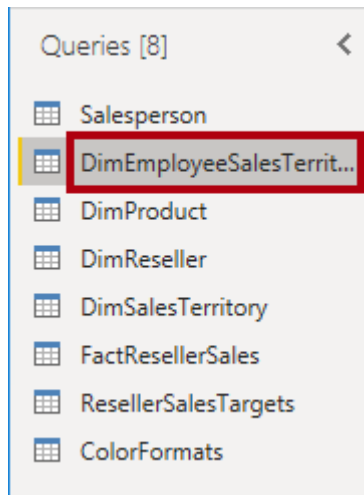 Queries [8]
Salesperson
DimEmployeeSalesTerrit...
DimProduct
DimReseller
DimSalesTerritory
FactResellerSales
ResellerSalesTargets
ColorFormats